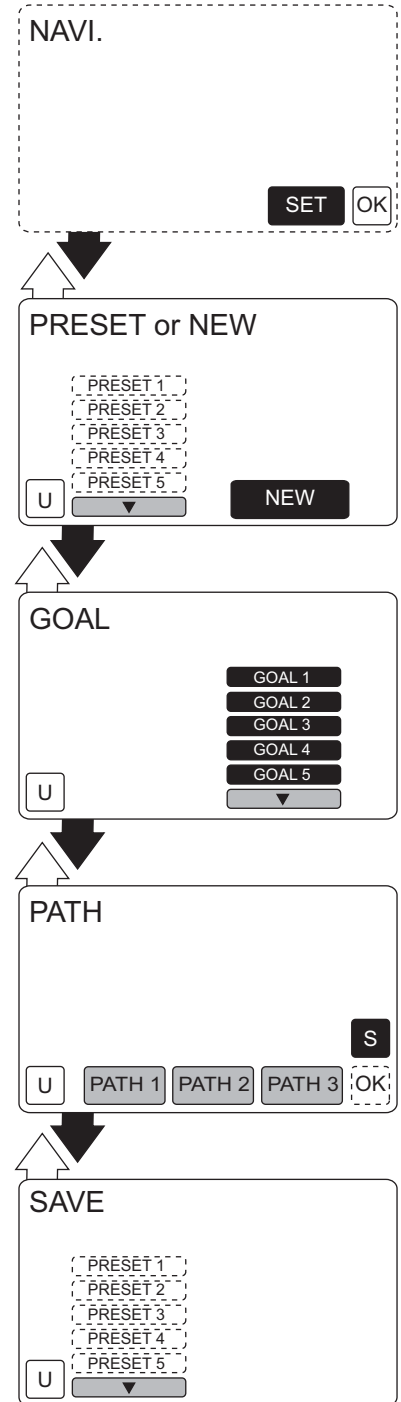 NAVI.
SET OK
PRESET or NEW
PRESET 1
PRESET 2
PRESET 3
PRESET 4
PRESET 5
U ▼ NEW
GOAL
GOAL 1
GOAL 2
GOAL 3
GOAL 4
GOAL 5
U ▼
PATH
S
U PATH 1 PATH 2 PATH 3 OK
SAVE
PRESET 1
PRESET 2
PRESET 3
PRESET 4
PRESET 5
U ▼